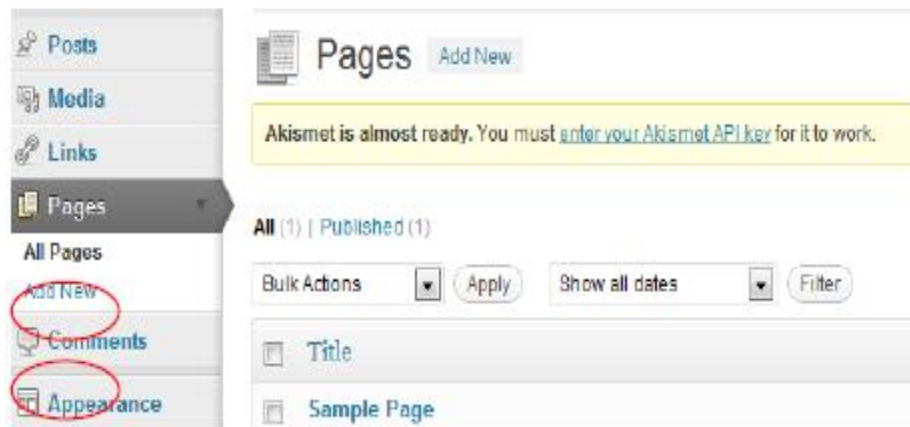 Posts
Media
Links
Pages
All Pages
Add New
Comments
Appearance
Pages Add New
Akismet is almost ready. You must enter your Akismet API key for it to work.
All (1) | Published (1)
Bulk Actions Apply Show all dates Filter
Title
Sample Page